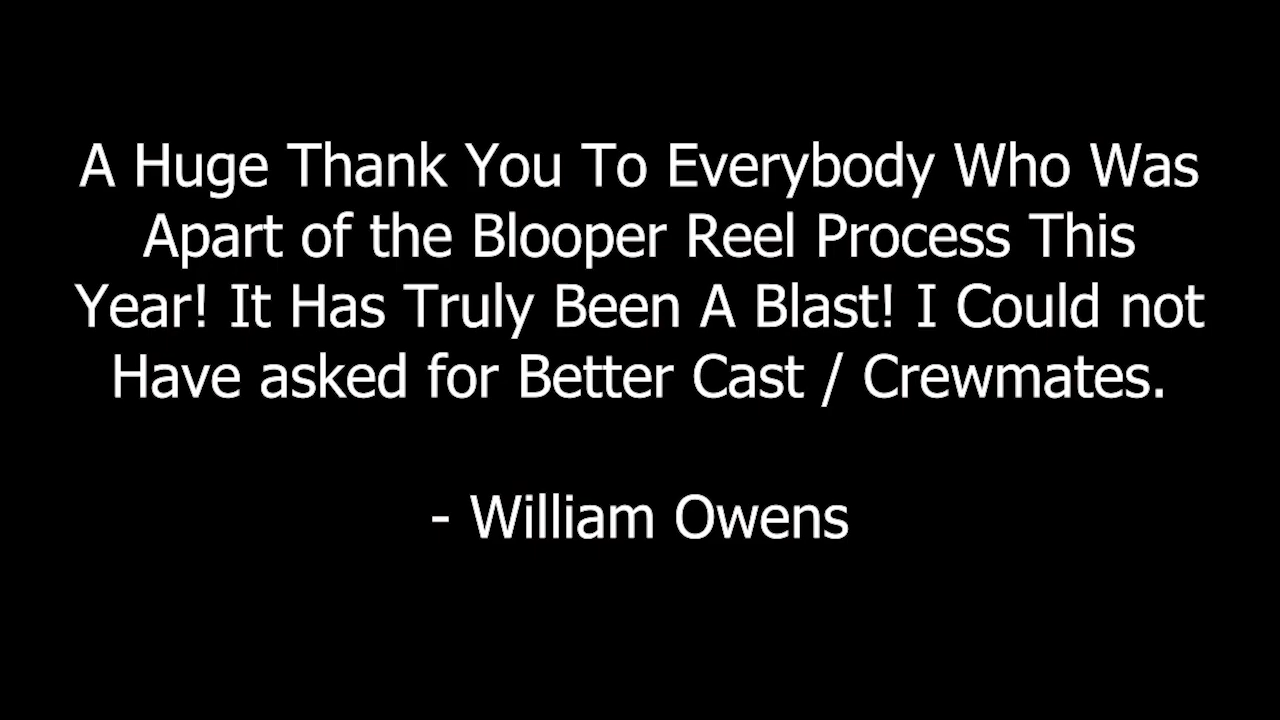 A Huge Thank You To Everybody Who Was
Apart of the Blooper Reel Process This
Year! It Has Truly Been A Blast! I Could not
Have asked for Better Cast / Crewmates.
- William Owens